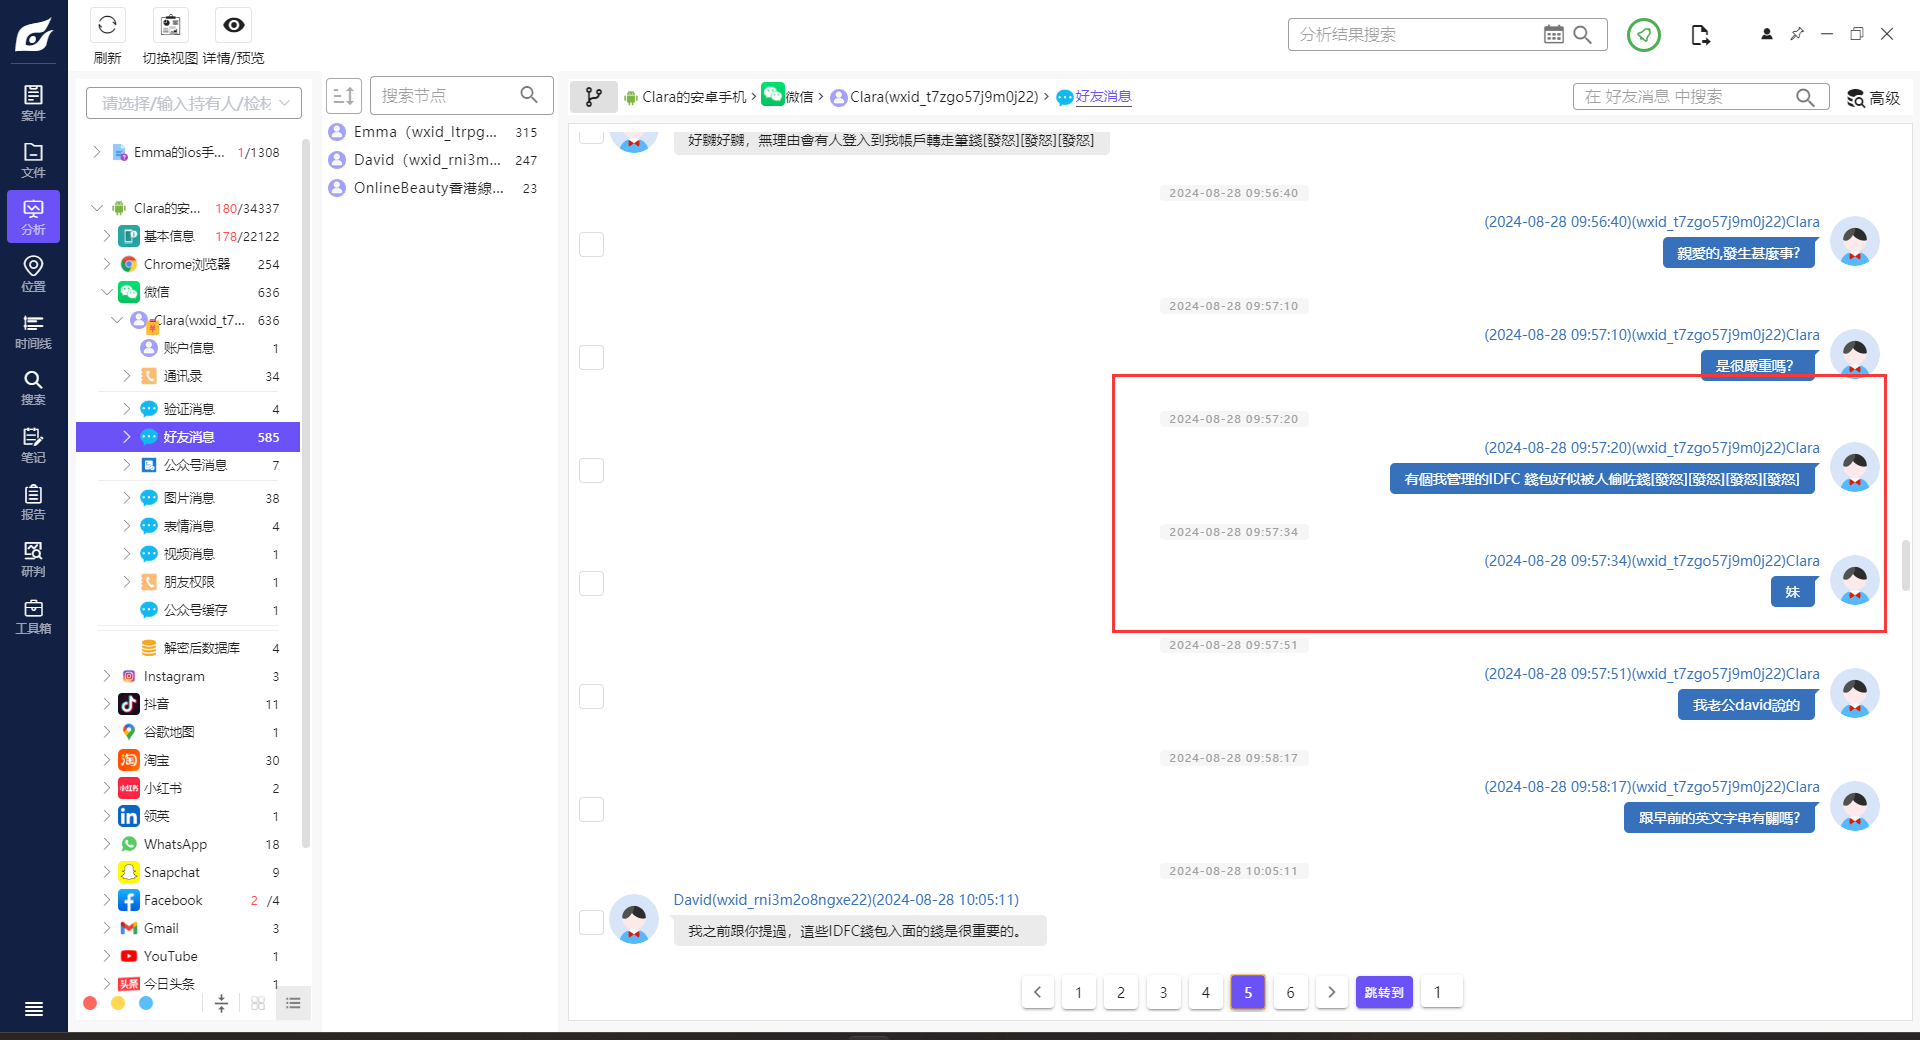 刷新
切换视图
详情/预览
分析结果搜索
案件
文件
分析
位置
时间线
搜索
笔记
报告
研判
工具箱
请选择/输入持有人/检材
Emma的ios手... 1/1308
Clara的安... 180/34337
基本信息 178/22122
Chrome浏览器 254
微信 636
Clara(wxid_t7... 636
账户信息 1
通讯录 34
验证消息 4
好友消息 585
公众号消息 7
图片消息 38
表情消息 4
视频消息 1
朋友权限 1
公众号缓存 1
解密后数据库 4
Instagram 3
抖音 11
谷歌地图 1
淘宝 30
小红书 2
领英 1
WhatsApp 18
Snapchat 9
Facebook 2 /4
Gmail 3
YouTube 1
头条 今日头条 1
搜索节点
Emma（wxid_ltrpg... 315
David（wxid_rni3m... 247
OnlineBeauty香港線... 23
Clara的安卓手机 › 微信 › Clara(wxid_t7zgo57j9m0j22) › 好友消息
在 好友消息 中搜索
高级
好嬲好嬲，無理由會有人登入到我帳戶轉走筆錢[發怒][發怒][發怒]
2024-08-28 09:56:40
(2024-08-28 09:56:40)(wxid_t7zgo57j9m0j22)Clara
親愛的,發生甚麼事?
2024-08-28 09:57:10
(2024-08-28 09:57:10)(wxid_t7zgo57j9m0j22)Clara
是很嚴重嗎?
2024-08-28 09:57:20
(2024-08-28 09:57:20)(wxid_t7zgo57j9m0j22)Clara
有個我管理的IDFC 錢包好似被人偷咗錢[發怒][發怒][發怒][發怒]
2024-08-28 09:57:34
(2024-08-28 09:57:34)(wxid_t7zgo57j9m0j22)Clara
妹
2024-08-28 09:57:51
(2024-08-28 09:57:51)(wxid_t7zgo57j9m0j22)Clara
我老公david說的
2024-08-28 09:58:17
(2024-08-28 09:58:17)(wxid_t7zgo57j9m0j22)Clara
跟早前的英文字串有關嗎?
2024-08-28 10:05:11
David(wxid_rni3m2o8ngxe22)(2024-08-28 10:05:11)
我之前跟你提過，這些IDFC錢包入面的錢是很重要的。
1 2 3 4 5 6 跳转到 1